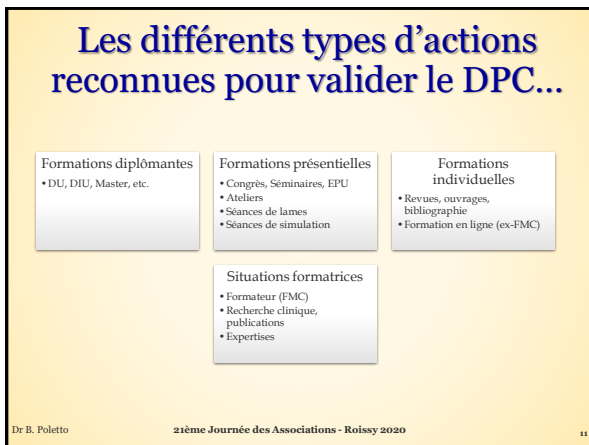 Les différents types d'actions
reconnues pour valider le DPC...
Formations diplômantes
• DU, DIU, Master, etc.
Formations présentielles
• Congrès, Séminaires, EPU
• Ateliers
• Séances de lames
• Séances de simulation
Formations
individuelles
• Revues, ouvrages,
bibliographie
• Formation en ligne (ex-FMC)
Situations formatrices
• Formateur (FMC)
• Recherche clinique,
publications
• Expertises
Dr B. Poletto
21ème Journée des Associations - Roissy 2020
11